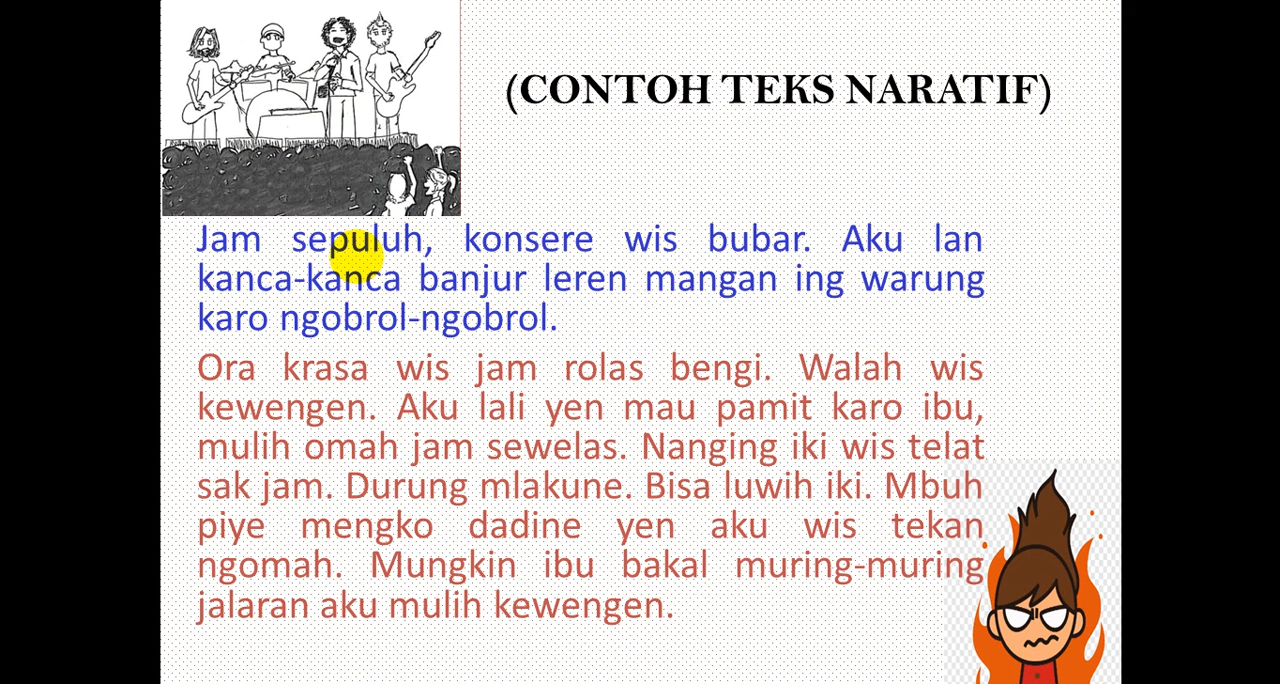 (CONTOH TEKS NARATIF)
Jam sepuluh, konsere wis bubar. Aku lan
kanca-kanca banjur leren mangan ing warung
karo ngobrol-ngobrol.
Ora krasa wis jam rolas bengi. Walah wis
kewengen. Aku lali yen mau pamit karo ibu,
mulih omah jam sewelas. Nanging iki wis telat
sak jam. Durung mlakune. Bisa luwih iki. Mbuh
piye mengko dadine yen aku wis tekan
ngomah. Mungkin ibu bakal muring-muring
jalaran aku mulih kewengen.